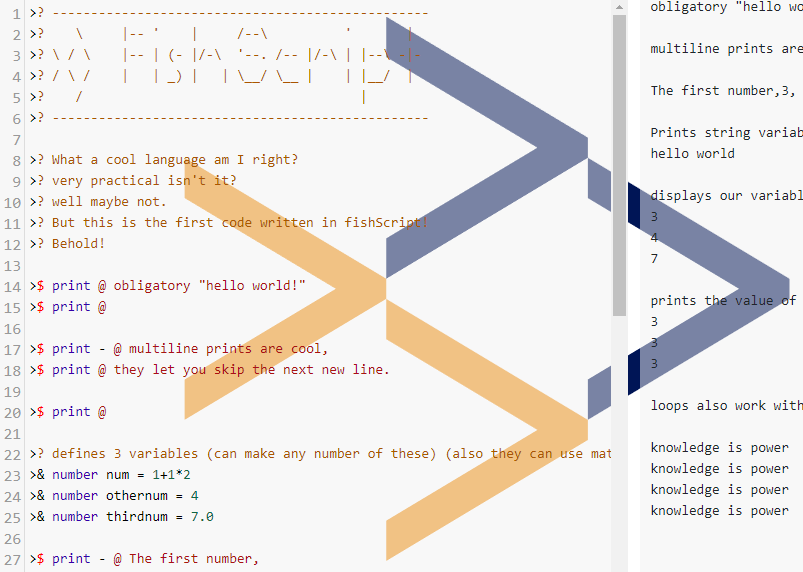 1 >? ---------------------------------------------
2 >?
3 >?
4 >?
5 >?
6 >? ---------------------------------------------
7
8 >? What a cool language am I right?
9 >? very practical isn't it?
10 >? well maybe not.
11 >? But this is the first code written in fishScript!
12 >? Behold!
13
14 >$ print @ obligatory "hello world!"
15 >$ print @
16
17 >$ print - @ multiline prints are cool,
18 >$ print @ they let you skip the next new line.
19
20 >$ print @
21
22 >? defines 3 variables (can make any number of these) (also they can use mat
23 >& number num = 1+1*2
24 >& number othernum = 4
25 >& number thirdnum = 7.0
26
27 >$ print - @ The first number,
obligatory "hello wo
multiline prints are
The first number,3,
Prints string variab
hello world
displays our variabl
3
4
7
prints the value of
3
3
3
loops also work with
knowledge is power
knowledge is power
knowledge is power
knowledge is power